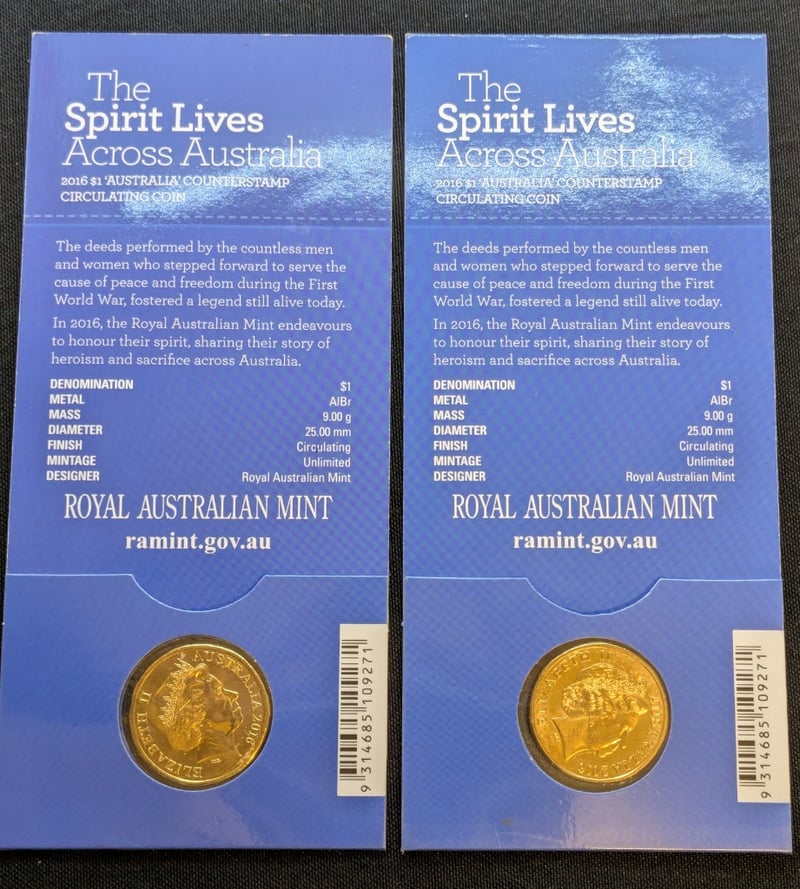 The
Spirit Lives
Across Australia
2016 $1 'AUSTRALIA' COUNTERSTAMP
CIRCULATING COIN
The deeds performed by the countless men
and women who stepped forward to serve the
cause of peace and freedom during the First
World War, fostered a legend still alive today.
In 2016, the Royal Australian Mint endeavours
to honour their spirit, sharing their story of
heroism and sacrifice across Australia.
DENOMINATION $1
METAL AlBr
MASS 9.00 g
DIAMETER 25.00 mm
FINISH Circulating
MINTAGE Unlimited
DESIGNER Royal Australian Mint
ROYAL AUSTRALIAN MINT
ramint.gov.au
ELIZABETH II AUSTRALIA 2016
9 314685 109271
The
Spirit Lives
Across Australia
2016 $1 'AUSTRALIA' COUNTERSTAMP
CIRCULATING COIN
The deeds performed by the countless men
and women who stepped forward to serve the
cause of peace and freedom during the First
World War, fostered a legend still alive today.
In 2016, the Royal Australian Mint endeavours
to honour their spirit, sharing their story of
heroism and sacrifice across Australia.
DENOMINATION $1
METAL AlBr
MASS 9.00 g
DIAMETER 25.00 mm
FINISH Circulating
MINTAGE Unlimited
DESIGNER Royal Australian Mint
ROYAL AUSTRALIAN MINT
ramint.gov.au
9 314685 109271